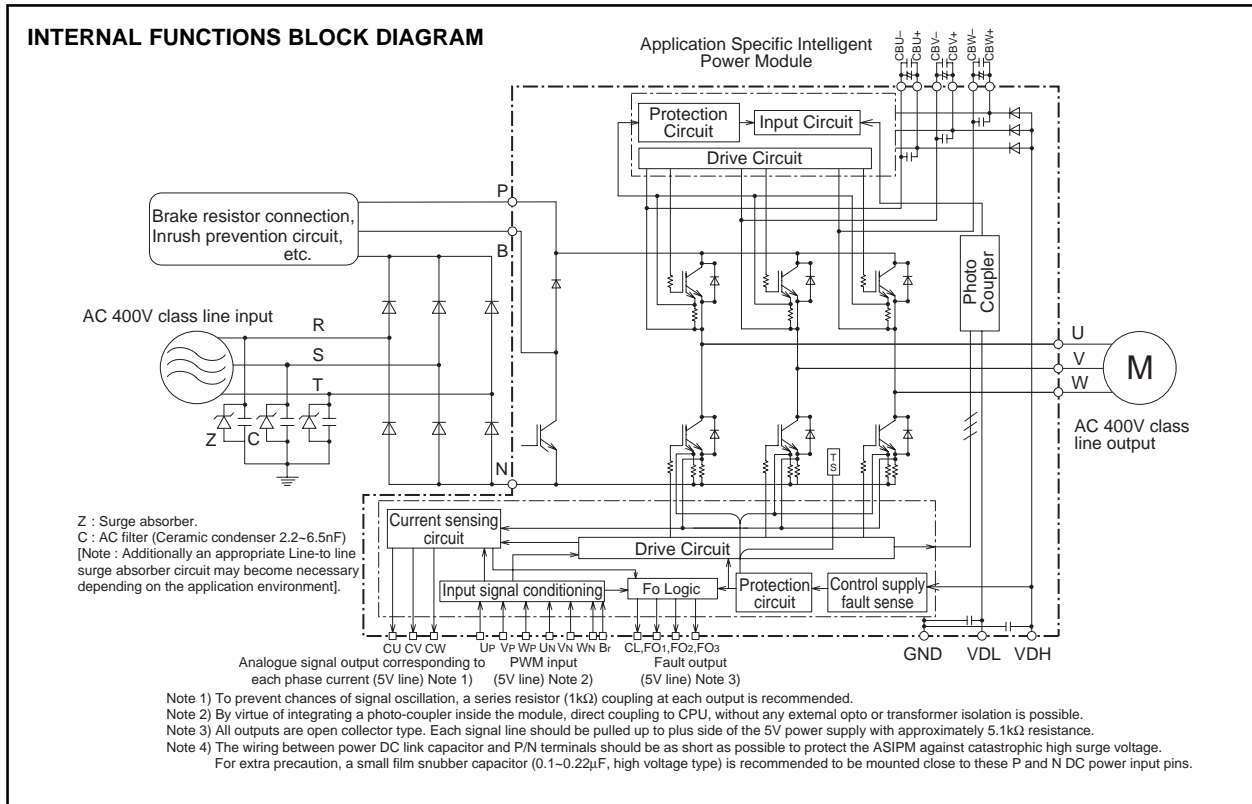 INTERNAL FUNCTIONS BLOCK DIAGRAM
Application Specific Intelligent
Power Module
CBU–
CBU+
CBV–
CBV+
CBW–
CBW+
Protection
Circuit
Input Circuit
Drive Circuit
P
Brake resistor connection,
Inrush prevention circuit,
etc.
B
Photo
Coupler
AC 400V class line input
R
S
T
U
V
W
M
AC 400V class
line output
Z
C
N
TS
Z : Surge absorber.
C : AC filter (Ceramic condenser 2.2~6.5nF)
[Note : Additionally an appropriate Line-to line
surge absorber circuit may become necessary
depending on the application environment].
Current sensing
circuit
Drive Circuit
Input signal conditioning
Fo Logic
Protection
circuit
Control supply
fault sense
GND
VDL
VDH
CU CV CW
UP VP WP UN VN WN Br
CL,FO1,FO2,FO3
Analogue signal output corresponding to
each phase current (5V line) Note 1)
PWM input
(5V line) Note 2)
Fault output
(5V line) Note 3)
Note 1) To prevent chances of signal oscillation, a series resistor (1kΩ) coupling at each output is recommended.
Note 2) By virtue of integrating a photo-coupler inside the module, direct coupling to CPU, without any external opto or transformer isolation is possible.
Note 3) All outputs are open collector type. Each signal line should be pulled up to plus side of the 5V power supply with approximately 5.1kΩ resistance.
Note 4) The wiring between power DC link capacitor and P/N terminals should be as short as possible to protect the ASIPM against catastrophic high surge voltage.
For extra precaution, a small film snubber capacitor (0.1~0.22μF, high voltage type) is recommended to be mounted close to these P and N DC power input pins.